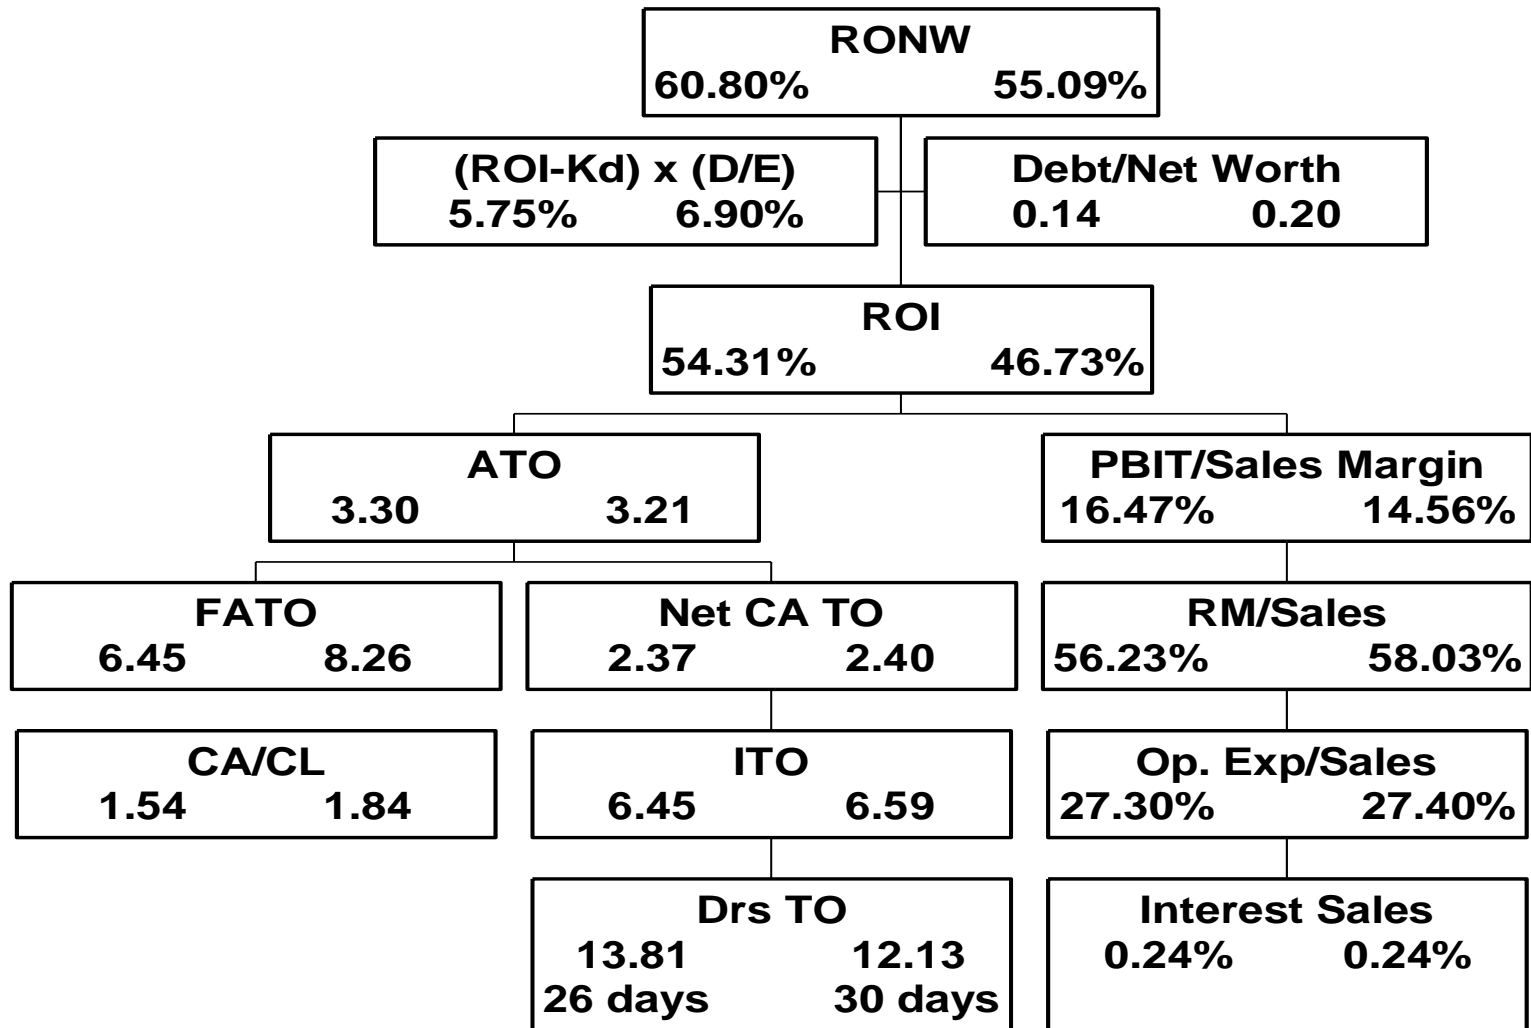 RONW
60.80% 55.09%
(ROI-Kd) x (D/E)
5.75% 6.90%
Debt/Net Worth
0.14 0.20
ROI
54.31% 46.73%
ATO
3.30 3.21
PBIT/Sales Margin
16.47% 14.56%
FATO
6.45 8.26
Net CA TO
2.37 2.40
RM/Sales
56.23% 58.03%
CA/CL
1.54 1.84
ITO
6.45 6.59
Op. Exp/Sales
27.30% 27.40%
Drs TO
13.81 12.13
26 days 30 days
Interest Sales
0.24% 0.24%